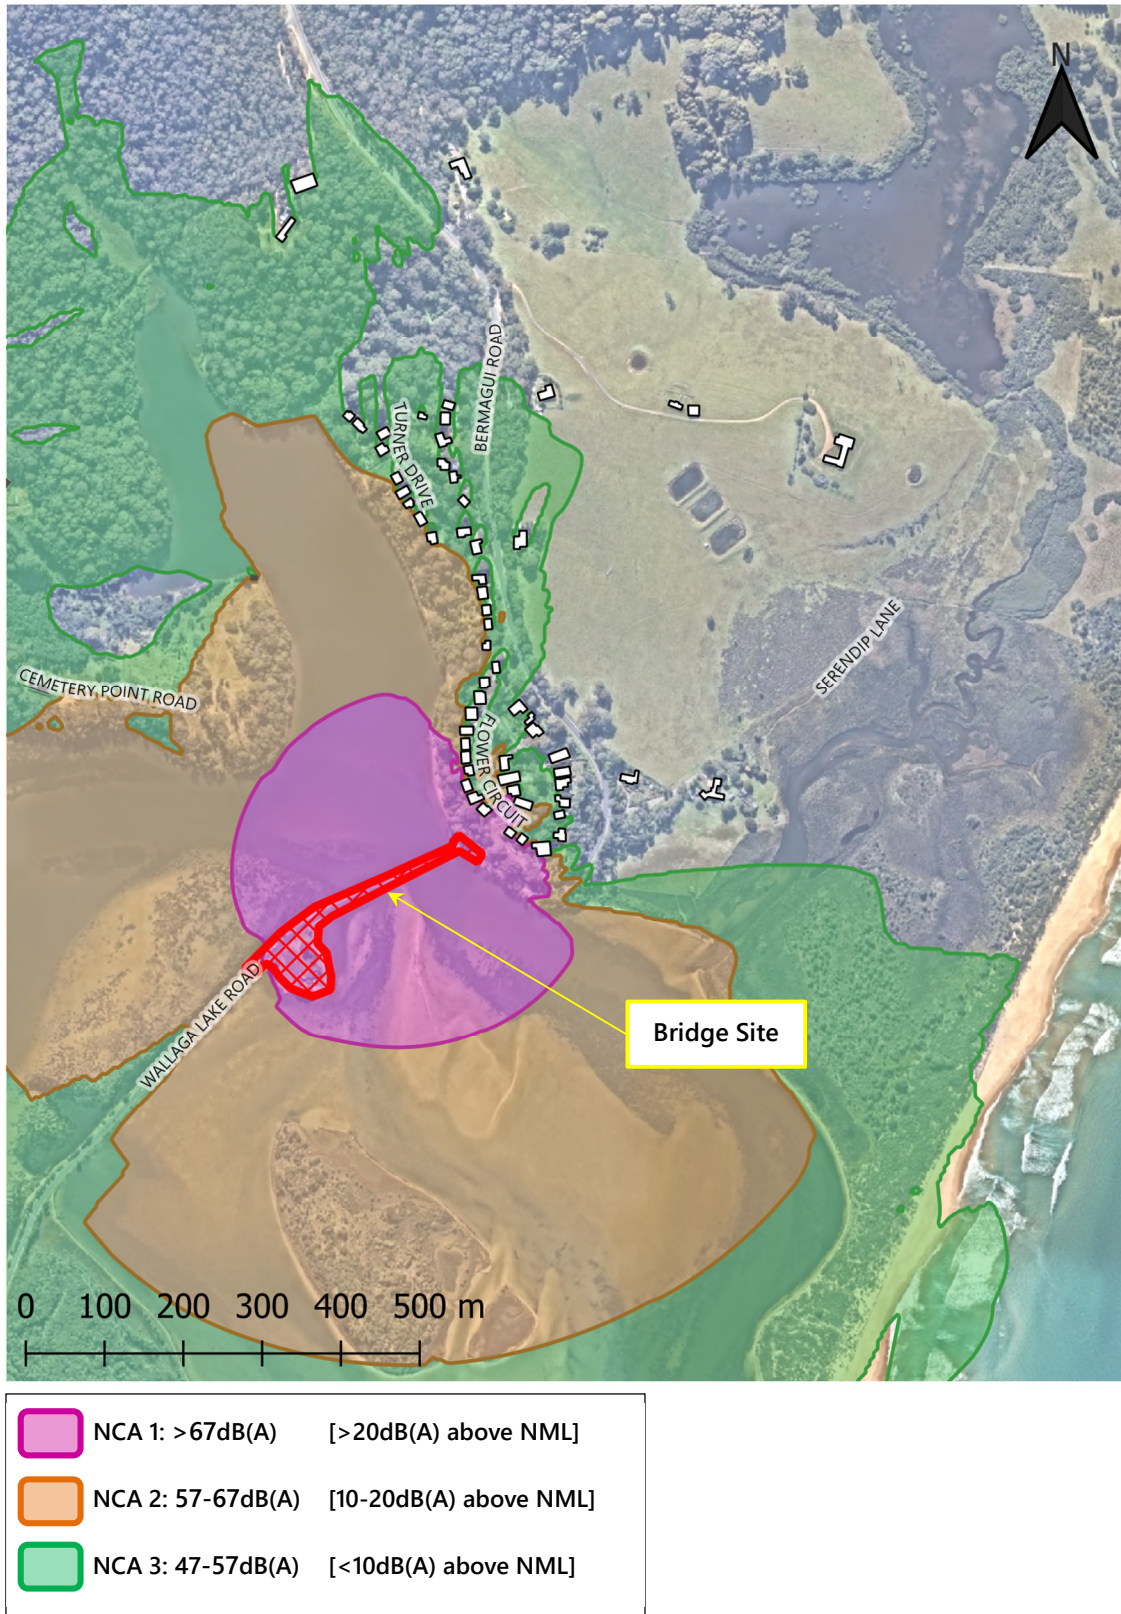 N
BERMAGUI ROAD
TURNER DRIVE
SERENDIP LANE
CEMETERY POINT ROAD
FLOWER CIRCUIT
WALLAGA LAKE ROAD
Bridge Site
0 100 200 300 400 500 m
NCA 1: >67dB(A) [>20dB(A) above NML]
NCA 2: 57-67dB(A) [10-20dB(A) above NML]
NCA 3: 47-57dB(A) [<10dB(A) above NML]